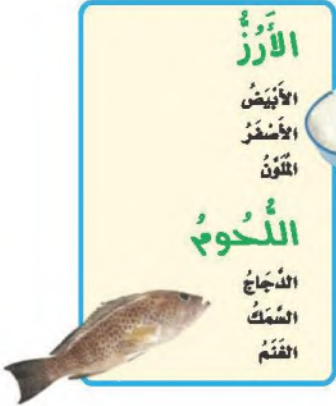 الأَرُزُّ
الأَبْيَضُ
الأَصْفَرُ
المُلَوَّنُ
اللُّحُومُ
الدَّجَاجُ
السَّمَكُ
الغَنَمُ